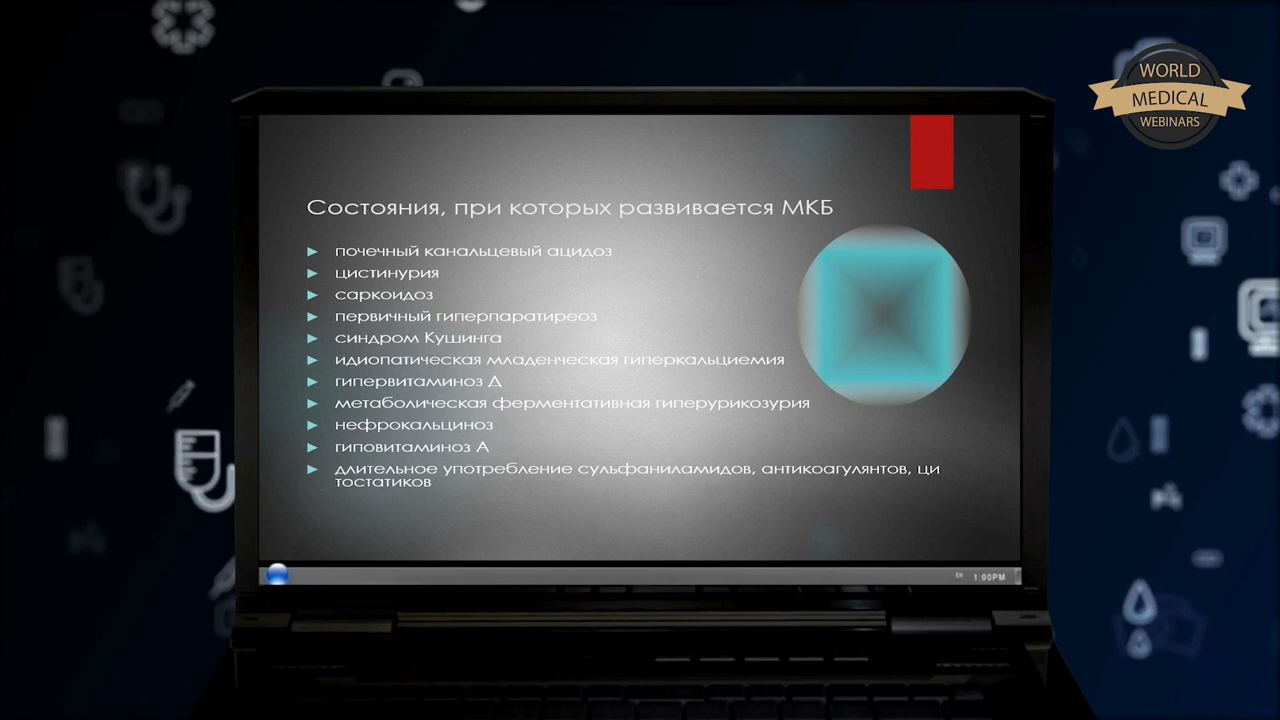 WORLD
MEDICAL
WEBINARS
Состояния, при которых развивается МКБ
почечный канальцевый ацидоз
цистинурия
саркоидоз
первичный гиперпаратиреоз
синдром Кушинга
идиопатическая младенческая гиперкальциемия
гипервитаминоз Д
метаболическая ферментативная гиперурикозурия
нефрокальциноз
гиповитаминоз А
длительное употребление сульфаниламидов, антикоагулянтов, ци
тостатиков
EN 1:00PM